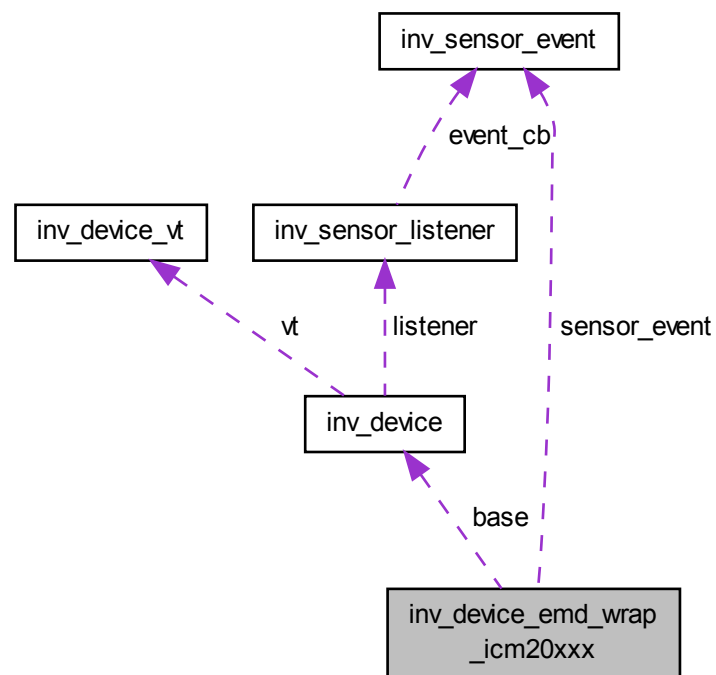 inv_sensor_event
event_cb
inv_device_vt
inv_sensor_listener
vt
listener
sensor_event
inv_device
base
inv_device_emd_wrap
_icm20xxx